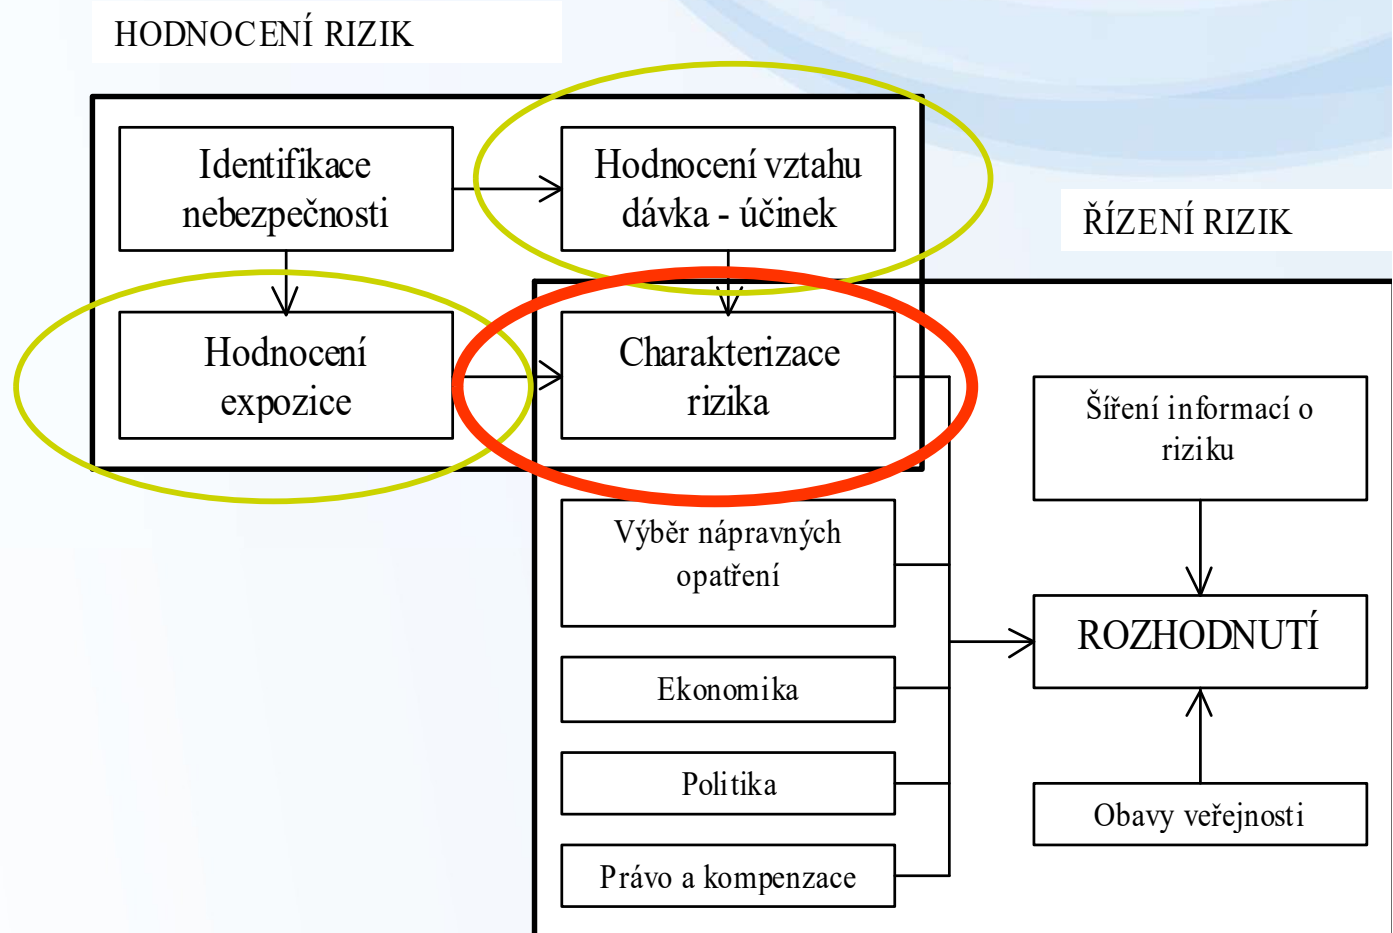 HODNOCENÍ RIZIK
Identifikace
nebezpečnosti
Hodnocení vztahu
dávka - účinek
ŘÍZENÍ RIZIK
Hodnocení
expozice
Charakterizace
rizika
Šíření informací o
riziku
Výběr nápravných
opatření
ROZHODNUTÍ
Ekonomika
Politika
Obavy veřejnosti
Právo a kompenzace